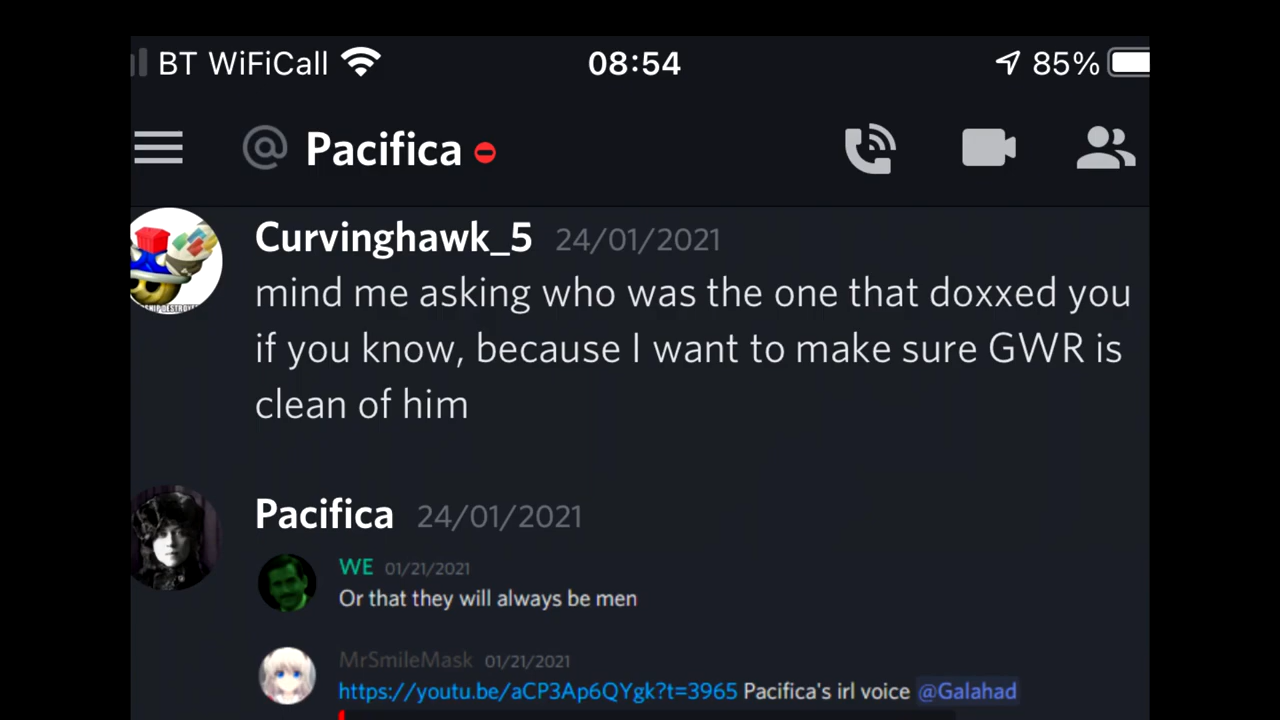 BT WiFiCall 08:54 85%
@ Pacifica
Curvinghawk_5 24/01/2021
mind me asking who was the one that doxxed you
if you know, because I want to make sure GWR is
clean of him
Pacifica 24/01/2021
WE 01/21/2021
Or that they will always be men
MrSmileMask 01/21/2021
https://youtu.be/aCP3Ap6QYgk?t=3965 Pacifica's irl voice @Galahad